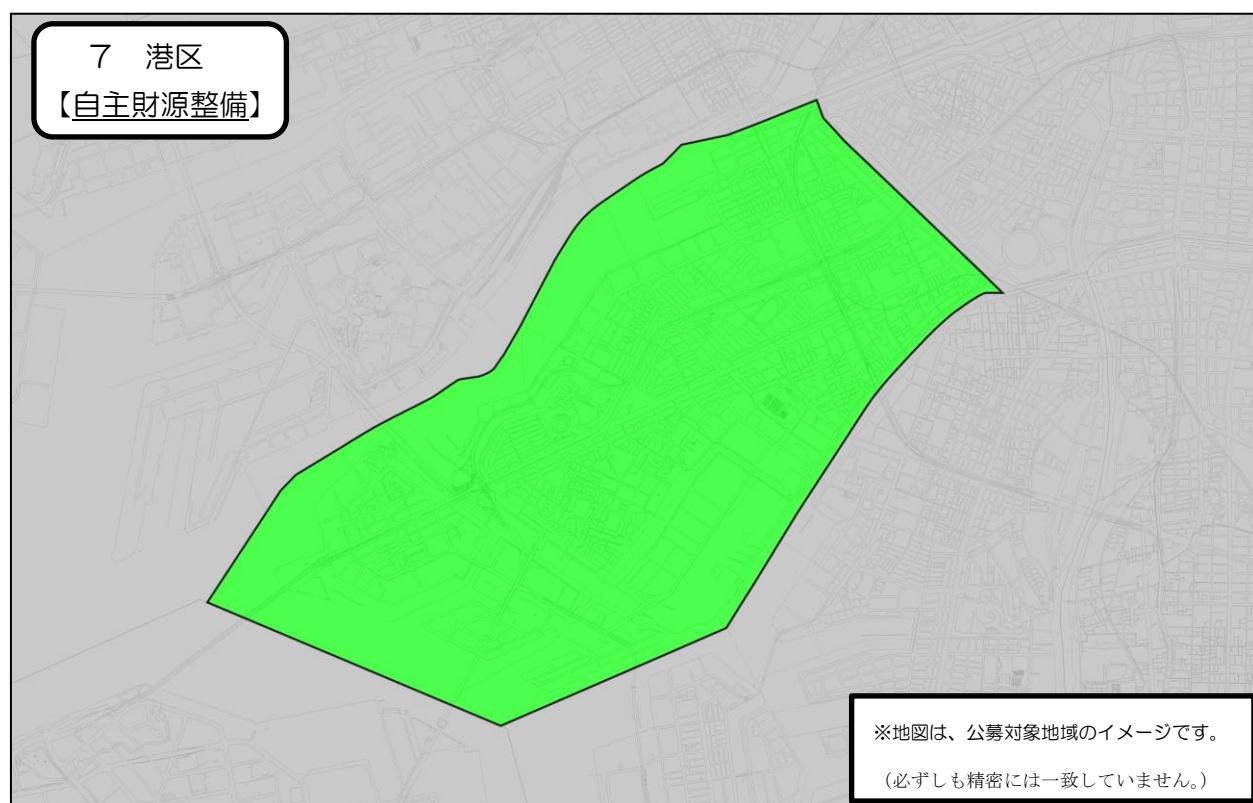 ７　港区
【自主財源整備】
※地図は、公募対象地域のイメージです。
（必ずしも精密には一致していません。）